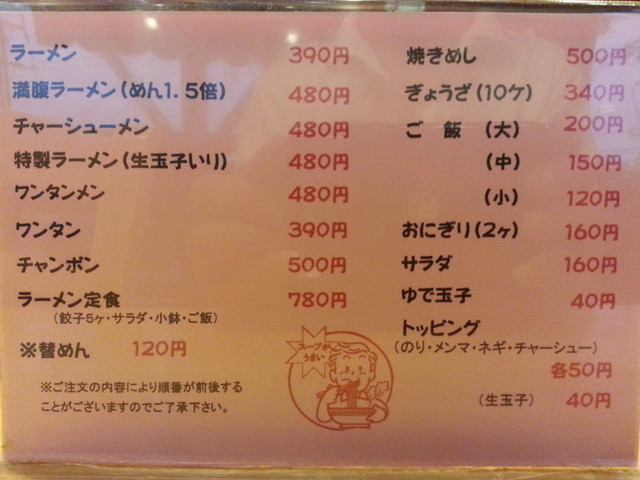 ラーメン 390円
満腹ラーメン(めん1.5倍) 480円
チャーシューメン 480円
特製ラーメン(生玉子いり) 480円
ワンタンメン 480円
ワンタン 390円
チャンポン 500円
ラーメン定食 780円
(餃子5ヶ・サラダ・小鉢・ご飯)
※替めん 120円
※ご注文の内容により順番が前後する
ことがございますのでご了承下さい。
スープが
うまい
焼きめし 500円
ぎょうざ(10ケ) 340円
ご飯 (大) 200円
(中) 150円
(小) 120円
おにぎり(2ヶ) 160円
サラダ 160円
ゆで玉子 40円
トッピング
(のり・メンマ・ネギ・チャーシュー)
各50円
(生玉子) 40円